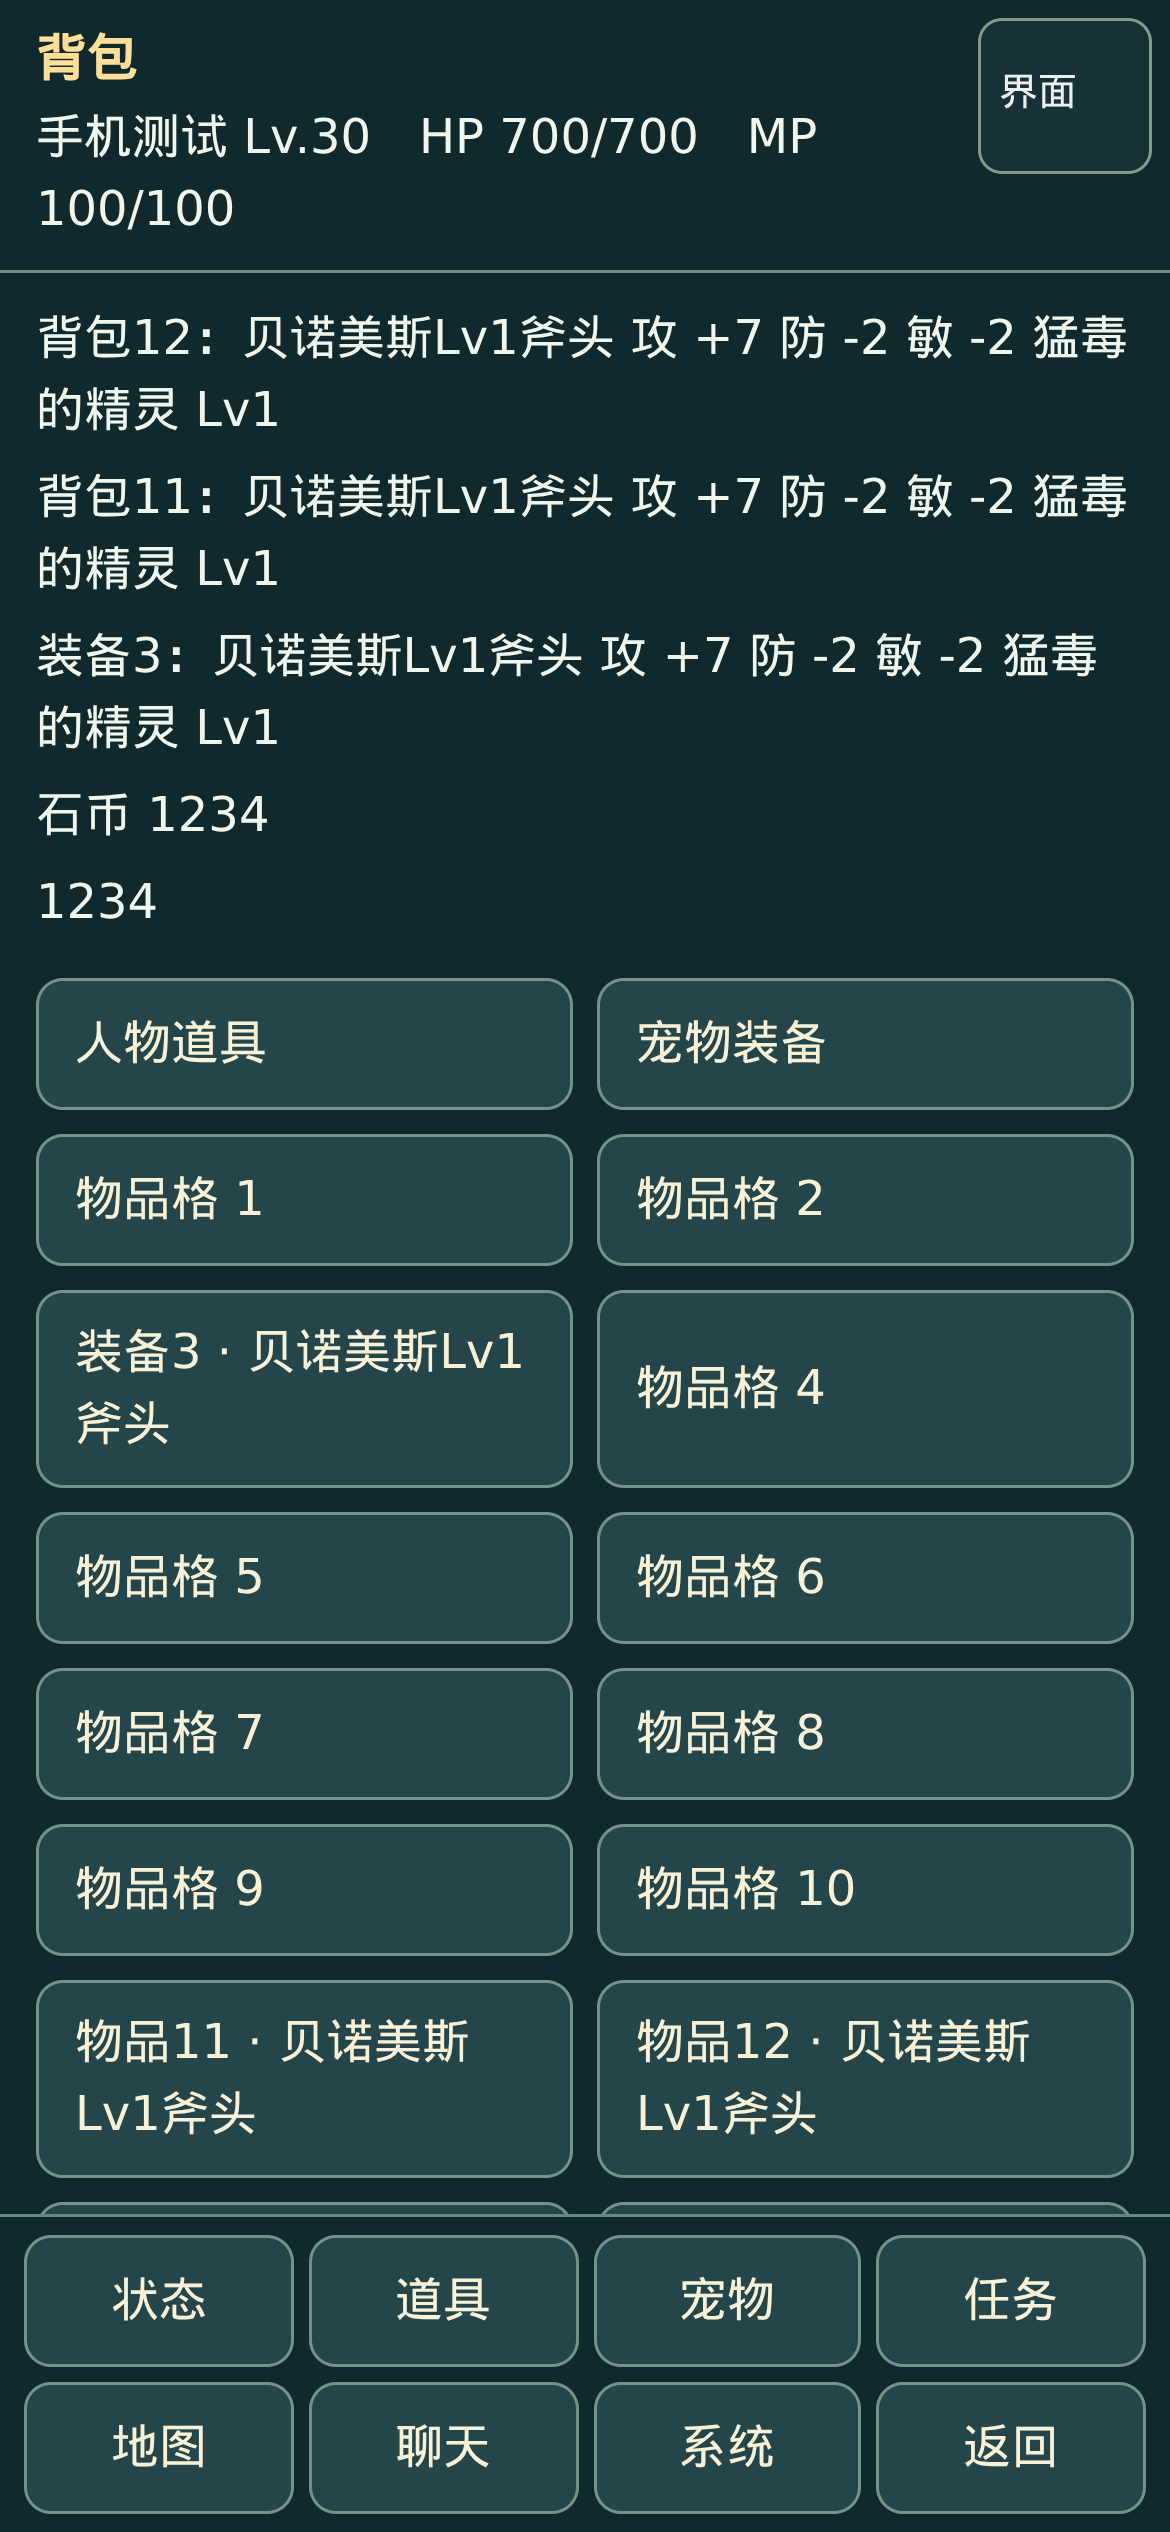 背包
界面
手机测试 Lv.30 HP 700/700 MP
100/100
背包12：贝诺美斯Lv1斧头 攻 +7 防 -2 敏 -2 猛毒
的精灵 Lv1
背包11：贝诺美斯Lv1斧头 攻 +7 防 -2 敏 -2 猛毒
的精灵 Lv1
装备3：贝诺美斯Lv1斧头 攻 +7 防 -2 敏 -2 猛毒
的精灵 Lv1
石币 1234
1234
人物道具
宠物装备
物品格 1
物品格 2
装备3 · 贝诺美斯Lv1
斧头
物品格 4
物品格 5
物品格 6
物品格 7
物品格 8
物品格 9
物品格 10
物品11 · 贝诺美斯
Lv1斧头
物品12 · 贝诺美斯
Lv1斧头
状态
道具
宠物
任务
地图
聊天
系统
返回